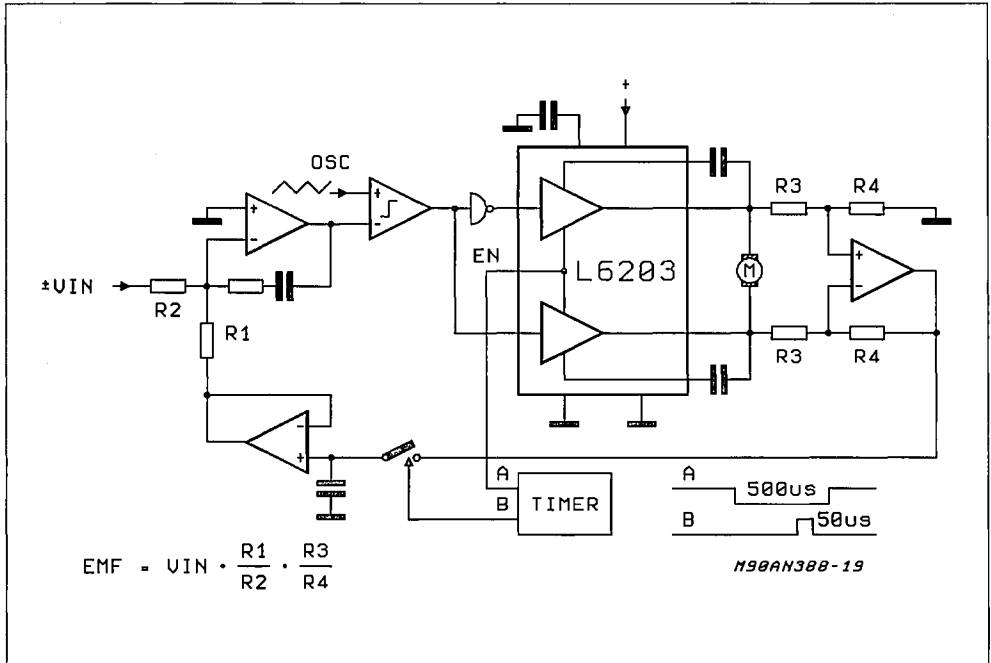 +
OSC
+
-
+
-
R3
R4
EN
L6203
M
+
-
±VIN
R2
R1
R3
R4
-
+
A
B
TIMER
A
500us
B
50us
EMF = VIN · R1/R2 · R3/R4
M90AN388-19